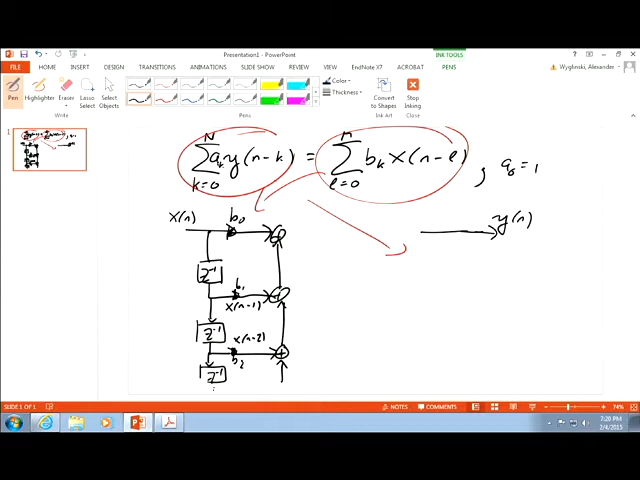 Presentation1 - PowerPoint
INK TOOLS
FILE HOME INSERT DESIGN TRANSITIONS ANIMATIONS SLIDE SHOW REVIEW VIEW EndNote X7 ACROBAT PENS Wyglinski, Alexander
Pen Highlighter Eraser Lasso Select Select Objects
Color
Thickness
Convert to Shapes Stop Inking
Write Pens Ink Art
1
N Σ k=0 a_k y(n-k) = M Σ l=0 b_k x(n-l) , a_0 = 1
x(n) b_0 y(n)
Z^-1
b_1
x(n-1)
Z^-1 x(n-2)
b_2 +
Z^-1
SLIDE 1 OF 1 NOTES COMMENTS 74%
7:20 PM
2/4/2015